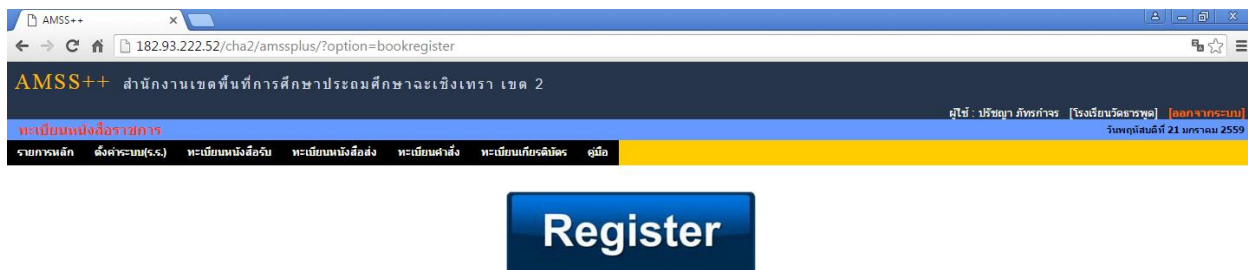 AMSS++
182.93.222.52/cha2/amssplus/?option=bookregister
AMSS++ สำนักงานเขตพื้นที่การศึกษาประถมศึกษาฉะเชิงเทรา เขต 2
ผู้ใช้ : ปรัชญา ภัทรกำจร [โรงเรียนวัดธารพูด] [ออกจากระบบ]
ทะเบียนหนังสือราชการ วันพฤหัสบดีที่ 21 มกราคม 2559
รายการหลัก ตั้งค่าระบบ(ร.ร.) ทะเบียนหนังสือรับ ทะเบียนหนังสือส่ง ทะเบียนคำสั่ง ทะเบียนเกียรติบัตร คู่มือ
Register